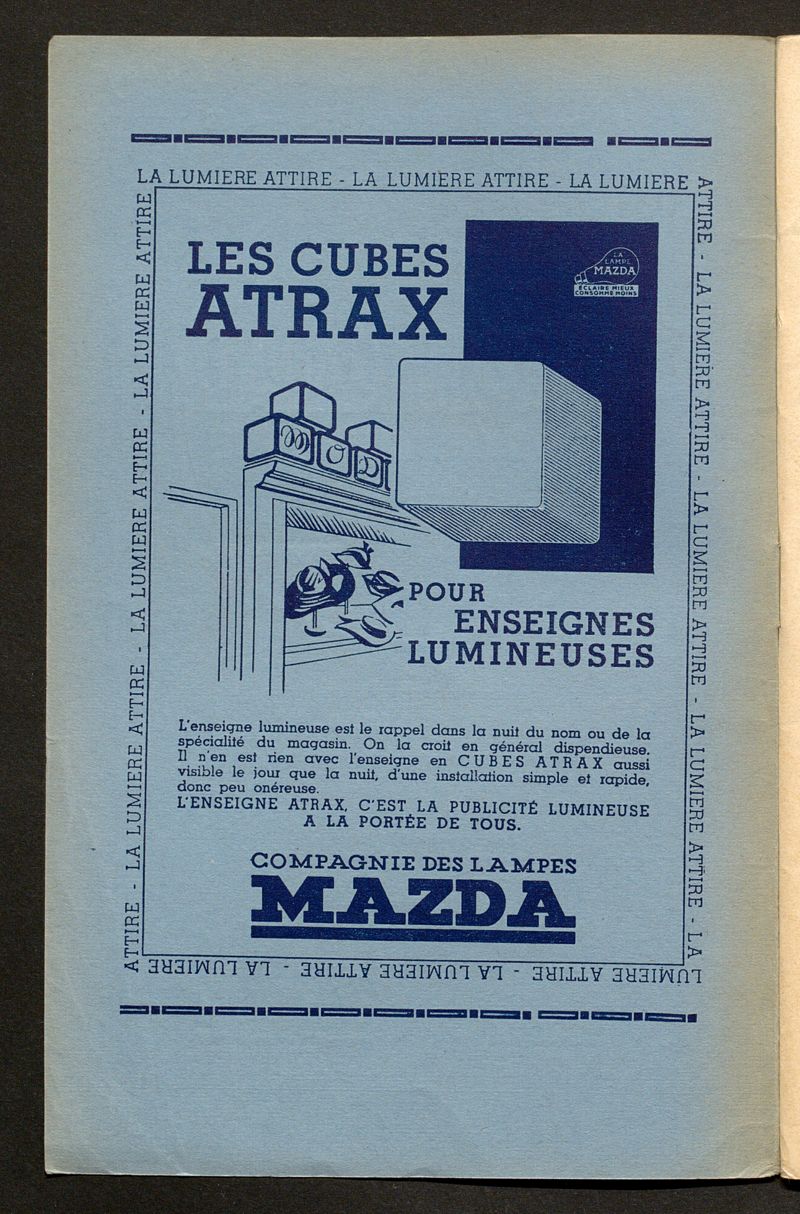 LA LUMIERE ATTIRE - LA LUMIERE ATTIRE - LA LUMIERE
ATTIRE - LA LUMIERE ATTIRE - LA LUMIERE ATTIRE - LA LUMIERE ATTIRE - LA
LUMIERE ATTIRE - LA LUMIERE ATTIRE - LA LUMIERE
ATTIRE - LA LUMIERE ATTIRE - LA LUMIERE ATTIRE - LA LUMIERE ATTIRE
LES CUBES
ATRAX
LA
LAMPE
MAZDA
ÉCLAIRE MIEUX
CONSOMME MOINS
MOD
POUR
ENSEIGNES
LUMINEUSES
L'enseigne lumineuse est le rappel dans la nuit du nom ou de la
spécialité du magasin. On la croit en général dispendieuse.
Il n'en est rien avec l'enseigne en CUBES ATRAX aussi
visible le jour que la nuit, d'une installation simple et rapide,
donc peu onéreuse.
L'ENSEIGNE ATRAX, C'EST LA PUBLICITÉ LUMINEUSE
A LA PORTÉE DE TOUS.
COMPAGNIE DES LAMPES
MAZDA